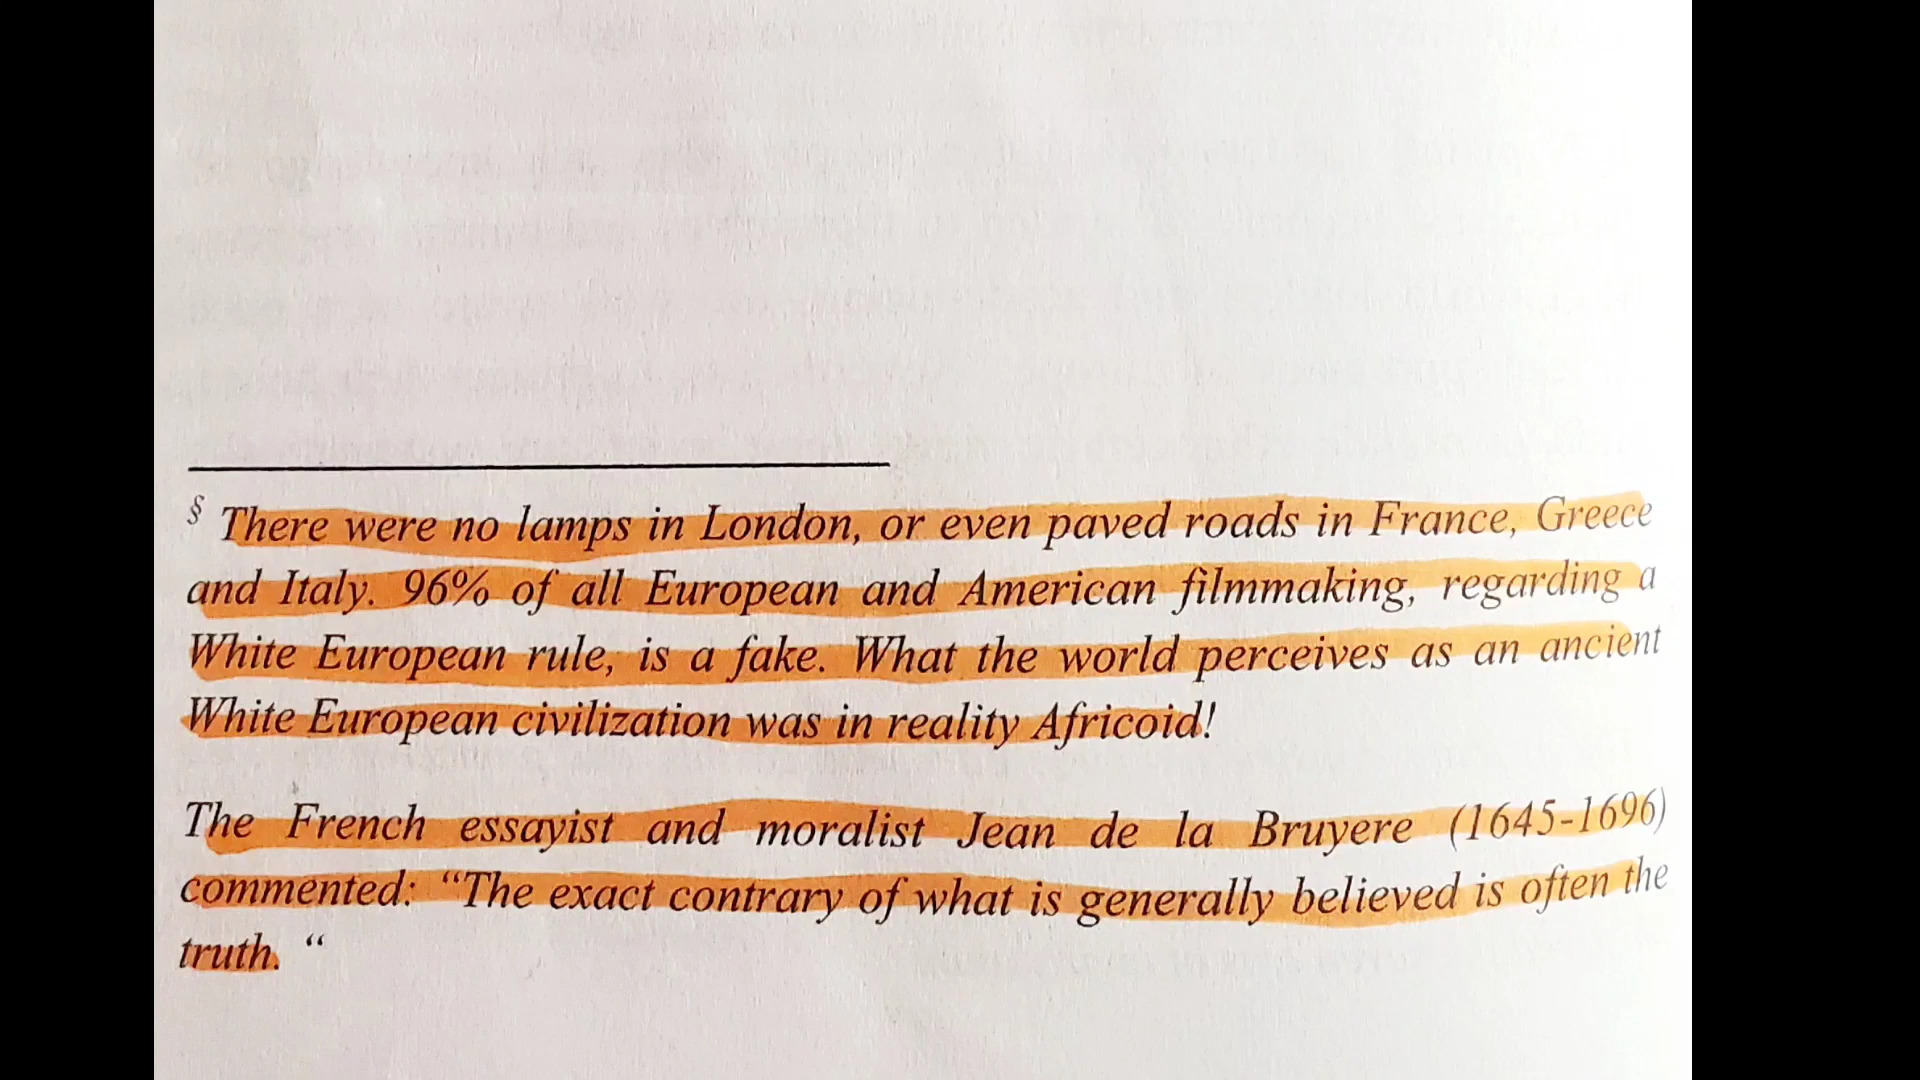 § There were no lamps in London, or even paved roads in France, Greece
and Italy. 96% of all European and American filmmaking, regarding a
White European rule, is a fake. What the world perceives as an ancient
White European civilization was in reality Africoid!
The French essayist and moralist Jean de la Bruyere (1645-1696)
commented: “The exact contrary of what is generally believed is often the
truth. “